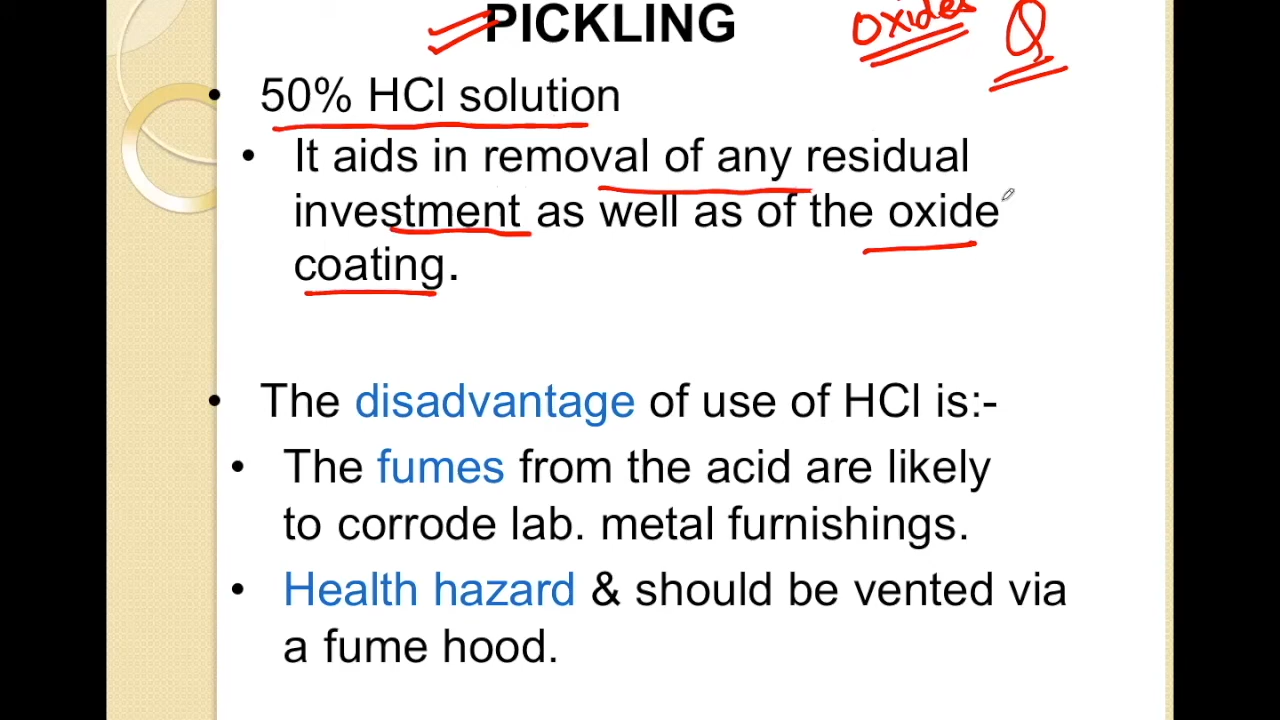 PICKLING
oxides
Q
• 50% HCl solution
• It aids in removal of any residual
investment as well as of the oxide
coating.
• The disadvantage of use of HCl is:-
• The fumes from the acid are likely
to corrode lab. metal furnishings.
• Health hazard & should be vented via
a fume hood.